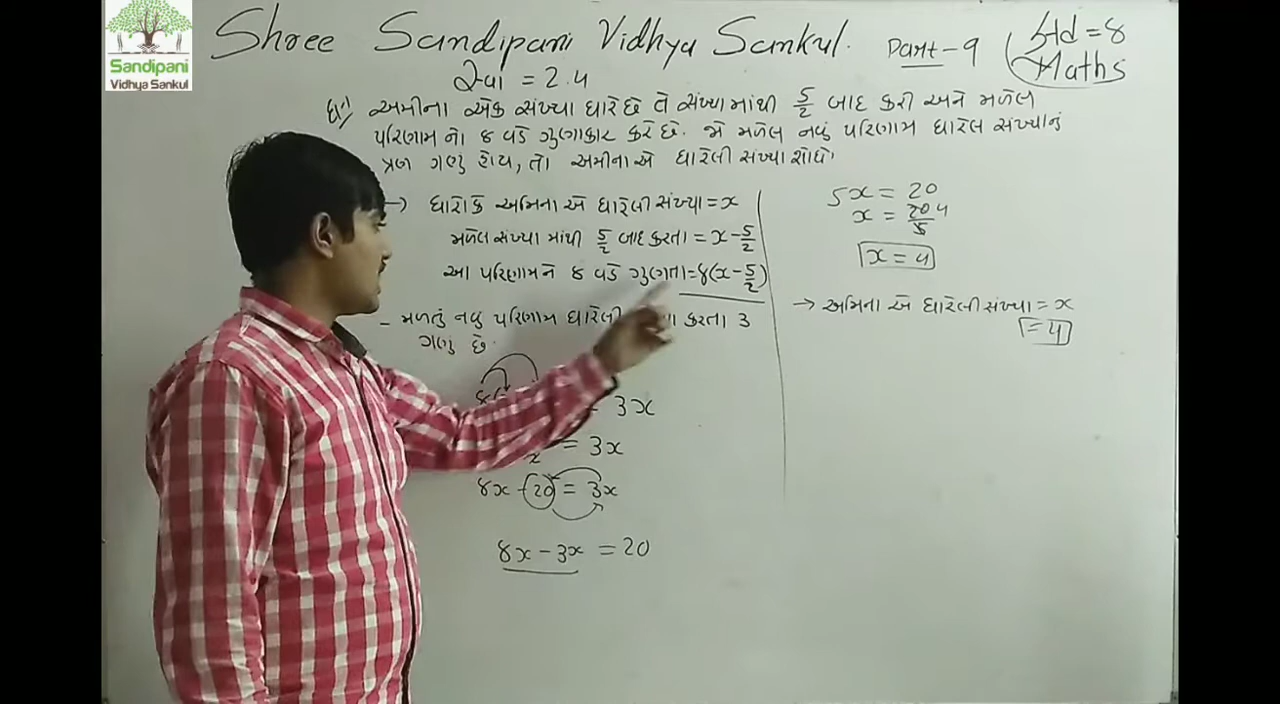 Sandipani
Vidhya Sankul
Shree Sandipani Vidhya Sankul. Part-9
Std=8
Maths
સ્વા = 2.4
અમીના એક સંખ્યા ધારે છે તે સંખ્યા માંથી 5/2 બાદ કરી અને મળેલ
પરિણામ ને 8 વડે ગુણાકાર કરે છે. જો મળેલ નવું પરિણામ ધારેલ સંખ્યાનું
ત્રણ ગણુ હોય, તો અમીના એ ધારેલી સંખ્યા શોધો
→ ધારોકે અમિના એ ધારેલી સંખ્યા = x
મળેલ સંખ્યા માંથી 5/2 બાદ કરતા = x - 5/2
આ પરિણામને 8 વડે ગુણતા = 8(x - 5/2)
- મળતું નવુ પરિણામ ધારેલી કરતા 3
ગણુ છે.
3x
= 3x
8x - 20 = 3x
8x - 3x = 20
5x = 20
x = 20/5 4
x = 4
→ અમિના એ ધારેલી સંખ્યા = x
= 4